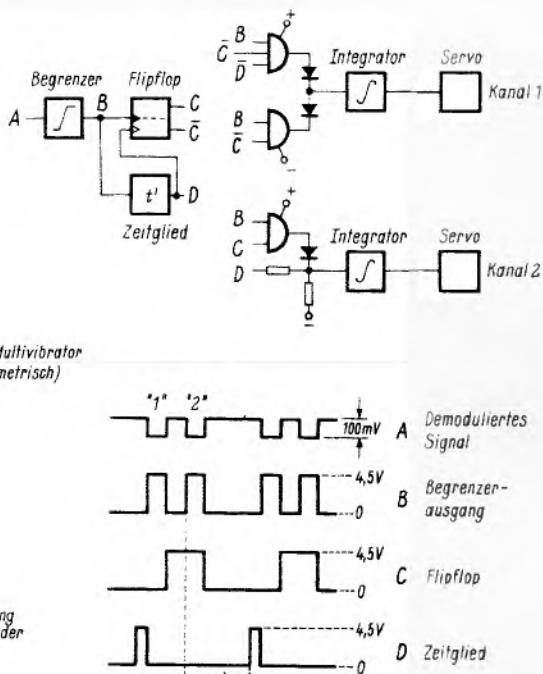 +
B
C̅
D̅
Integrator
Servo
∫
Kanal 1
Begrenzer
Flipflop
A
B
C
C̅
B
C̅
−
t'
D
Zeitglied
+
B
C
D
Integrator
Servo
∫
Kanal 2
−
"1" "2"
100mV
A Demoduliertes
Signal
4,5V
0
B Begrenzer-
ausgang
4,5V
0
C Flipflop
4,5V
0
D Zeitglied
Multivibrator
metrisch)
ng
der